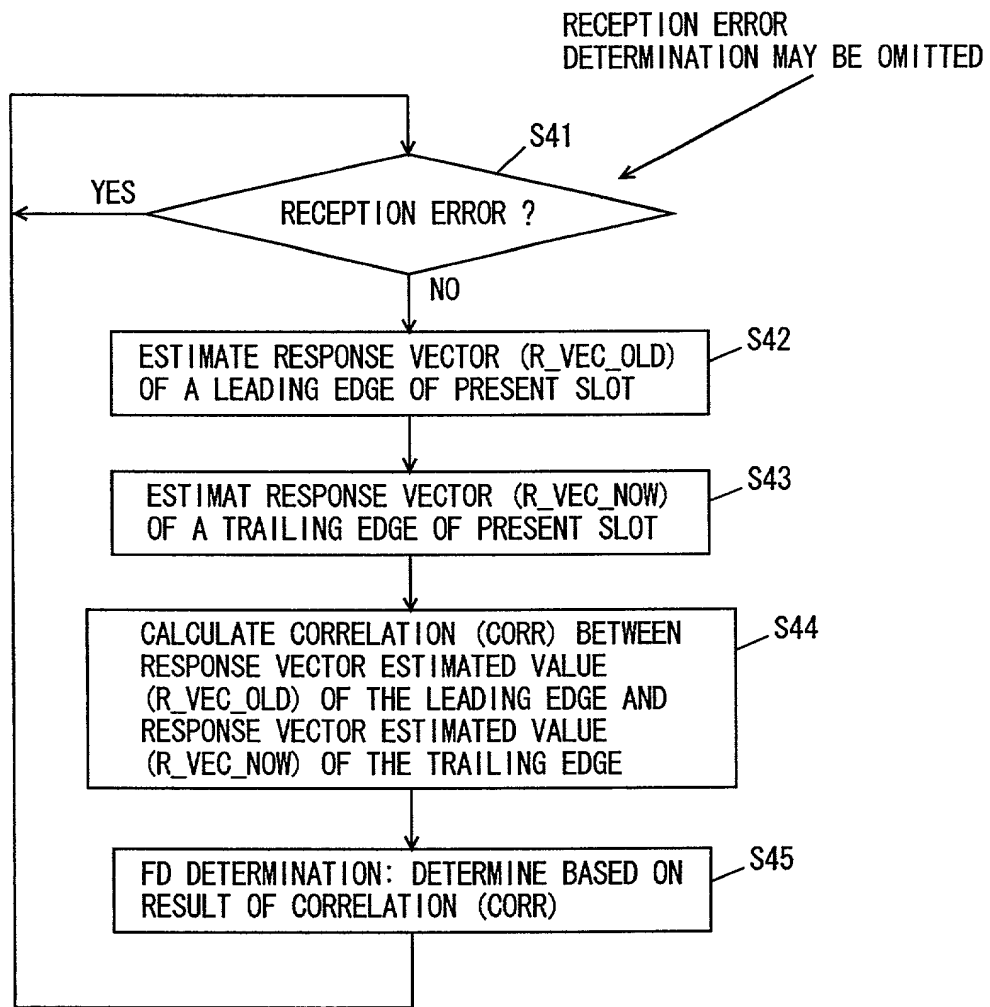 RECEPTION ERROR
DETERMINATION MAY BE OMITTED
S41
YES
RECEPTION ERROR ?
NO
S42
ESTIMATE RESPONSE VECTOR (R_VEC_OLD)
OF A LEADING EDGE OF PRESENT SLOT
S43
ESTIMAT RESPONSE VECTOR (R_VEC_NOW)
OF A TRAILING EDGE OF PRESENT SLOT
S44
CALCULATE CORRELATION (CORR) BETWEEN
RESPONSE VECTOR ESTIMATED VALUE
(R_VEC_OLD) OF THE LEADING EDGE AND
RESPONSE VECTOR ESTIMATED VALUE
(R_VEC_NOW) OF THE TRAILING EDGE
S45
FD DETERMINATION: DETERMINE BASED ON
RESULT OF CORRELATION (CORR)